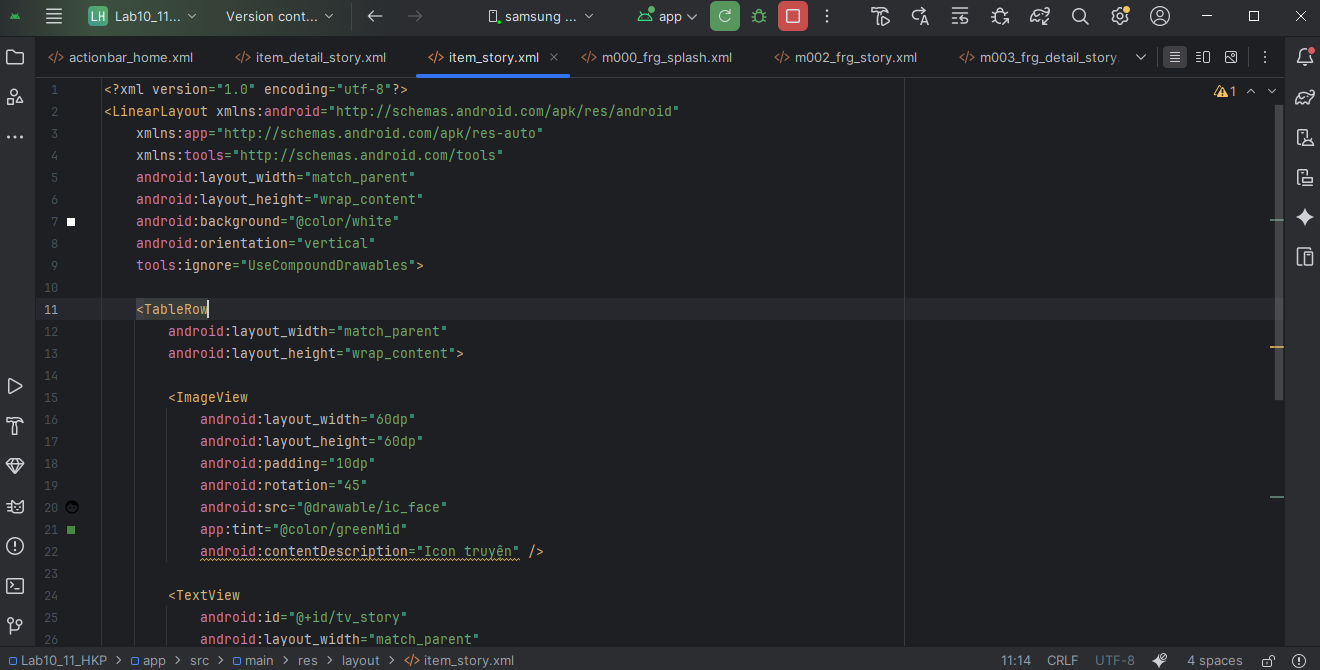 LH Lab10_11... Version cont... samsung ... app
actionbar_home.xml item_detail_story.xml item_story.xml m000_frg_splash.xml m002_frg_story.xml m003_frg_detail_story
1 <?xml version="1.0" encoding="utf-8"?>
2 <LinearLayout xmlns:android="http://schemas.android.com/apk/res/android"
3 xmlns:app="http://schemas.android.com/apk/res-auto"
4 xmlns:tools="http://schemas.android.com/tools"
5 android:layout_width="match_parent"
6 android:layout_height="wrap_content"
7 android:background="@color/white"
8 android:orientation="vertical"
9 tools:ignore="UseCompoundDrawables">
10
11 <TableRow
12 android:layout_width="match_parent"
13 android:layout_height="wrap_content">
14
15 <ImageView
16 android:layout_width="60dp"
17 android:layout_height="60dp"
18 android:padding="10dp"
19 android:rotation="45"
20 android:src="@drawable/ic_face"
21 app:tint="@color/greenMid"
22 android:contentDescription="Icon truyện" />
23
24 <TextView
25 android:id="@+id/tv_story"
26 android:layout_width="match_parent"
1
Lab10_11_HKP > app > src > main > res > layout > item_story.xml 11:14 CRLF UTF-8 4 spaces